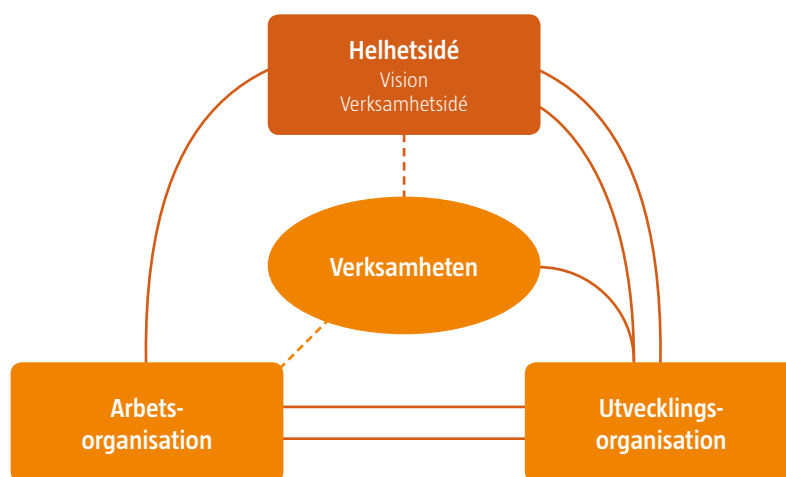 Helhetsidé
Vision
Verksamhetsidé
Verksamheten
Arbets-
organisation
Utvecklings-
organisation